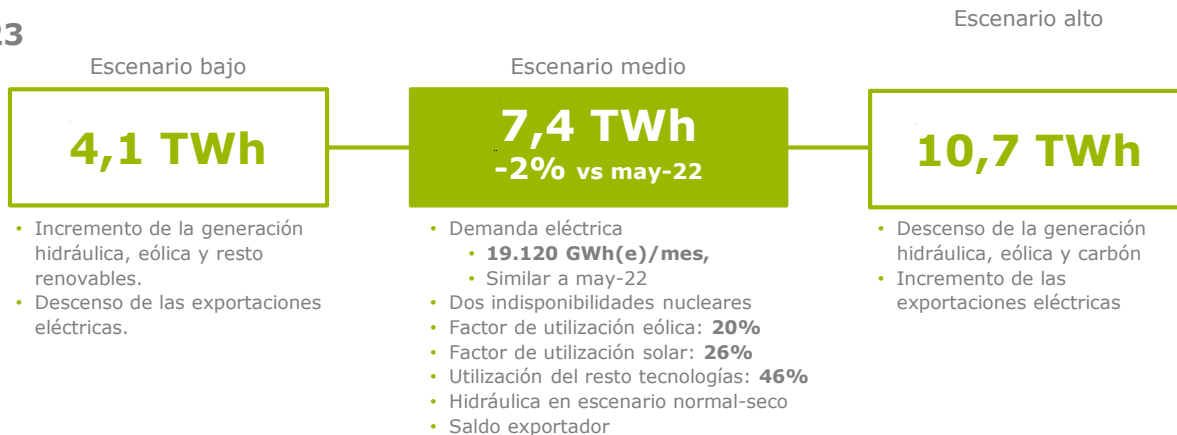 23
Escenario bajo
4,1 TWh
• Incremento de la generación
hidráulica, eólica y resto
renovables.
• Descenso de las exportaciones
eléctricas.
Escenario medio
7,4 TWh
-2% vs may-22
• Demanda eléctrica
• 19.120 GWh(e)/mes,
• Similar a may-22
• Dos indisponibilidades nucleares
• Factor de utilización eólica: 20%
• Factor de utilización solar: 26%
• Utilización del resto tecnologías: 46%
• Hidráulica en escenario normal-seco
• Saldo exportador
Escenario alto
10,7 TWh
• Descenso de la generación
hidráulica, eólica y carbón
• Incremento de las
exportaciones eléctricas